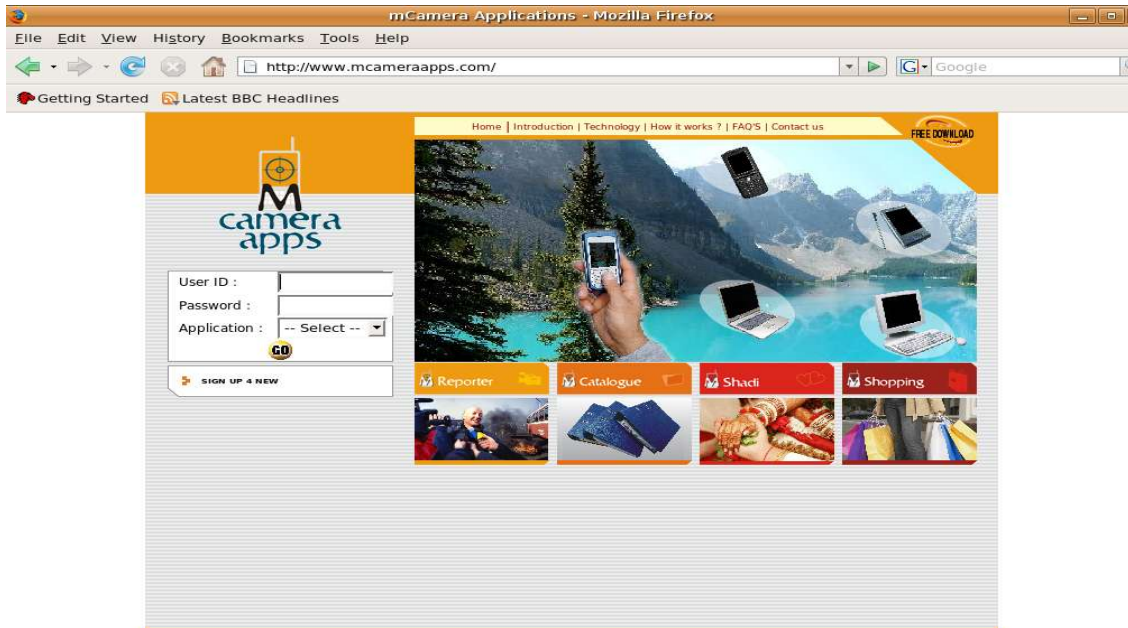 mCamera Applications - Mozilla Firefox
File Edit View History Bookmarks Tools Help
http://www.mcameraapps.com/
G Google
Getting Started Latest BBC Headlines
Home | Introduction | Technology | How it works ? | FAQ'S | Contact us
FREE DOWNLOAD
M
camera
apps
User ID :
Password :
Application : -- Select --
GO
SIGN UP 4 NEW
Reporter Catalogue Shadi Shopping